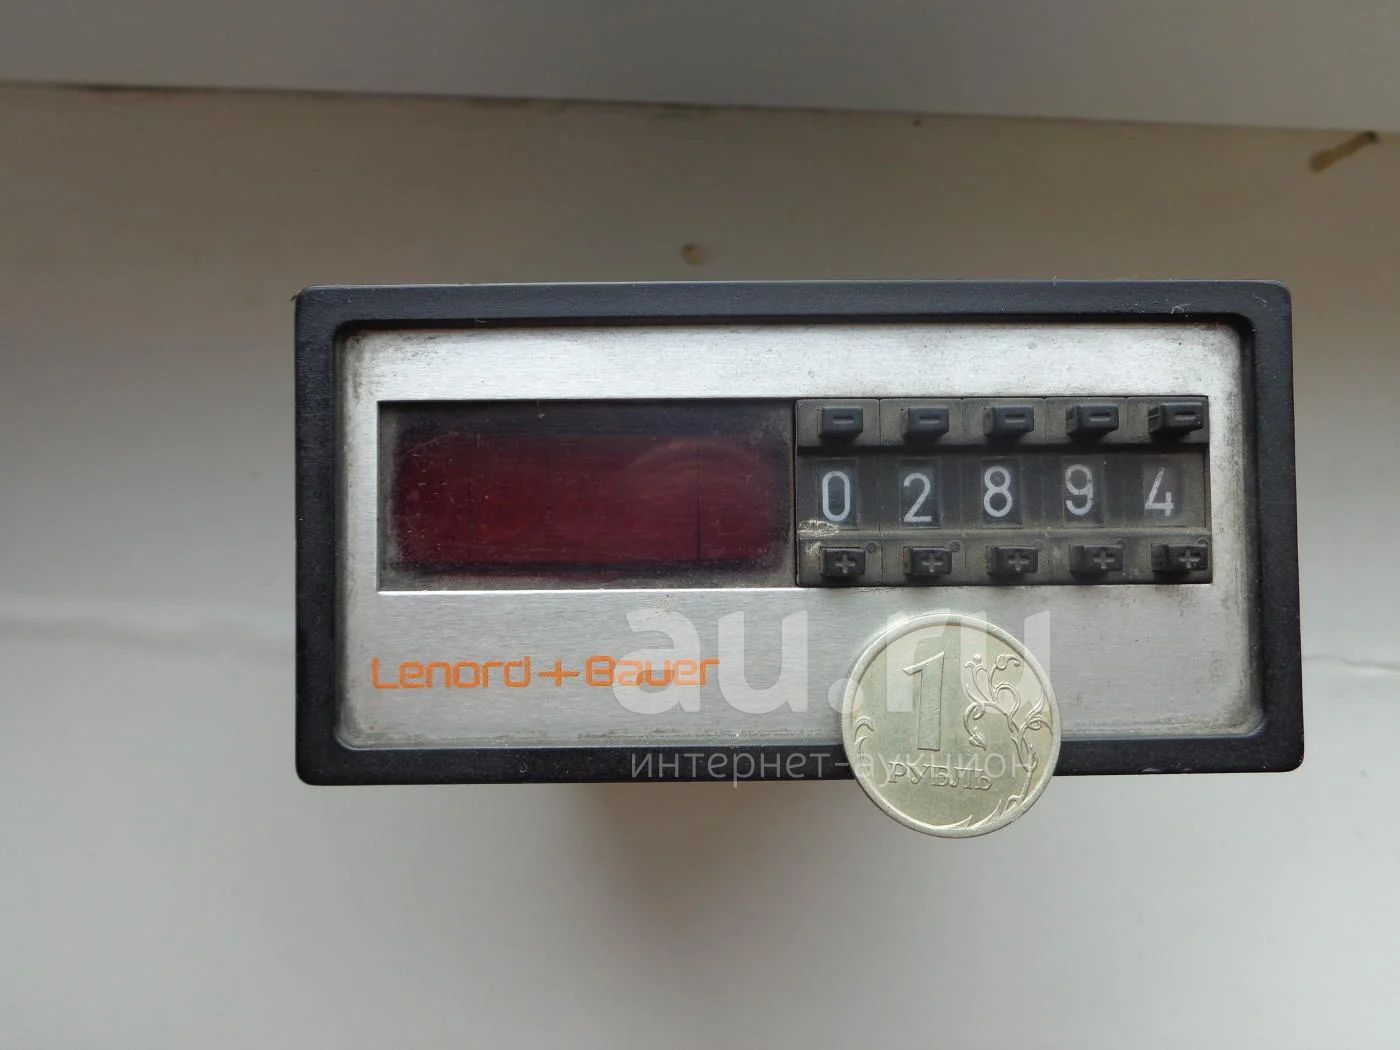 - - - - -
0 2 8 9 4
+ + + + +
Lenord+Bauer
au.ru
интернет-аукцион
1
РУБЛЬ